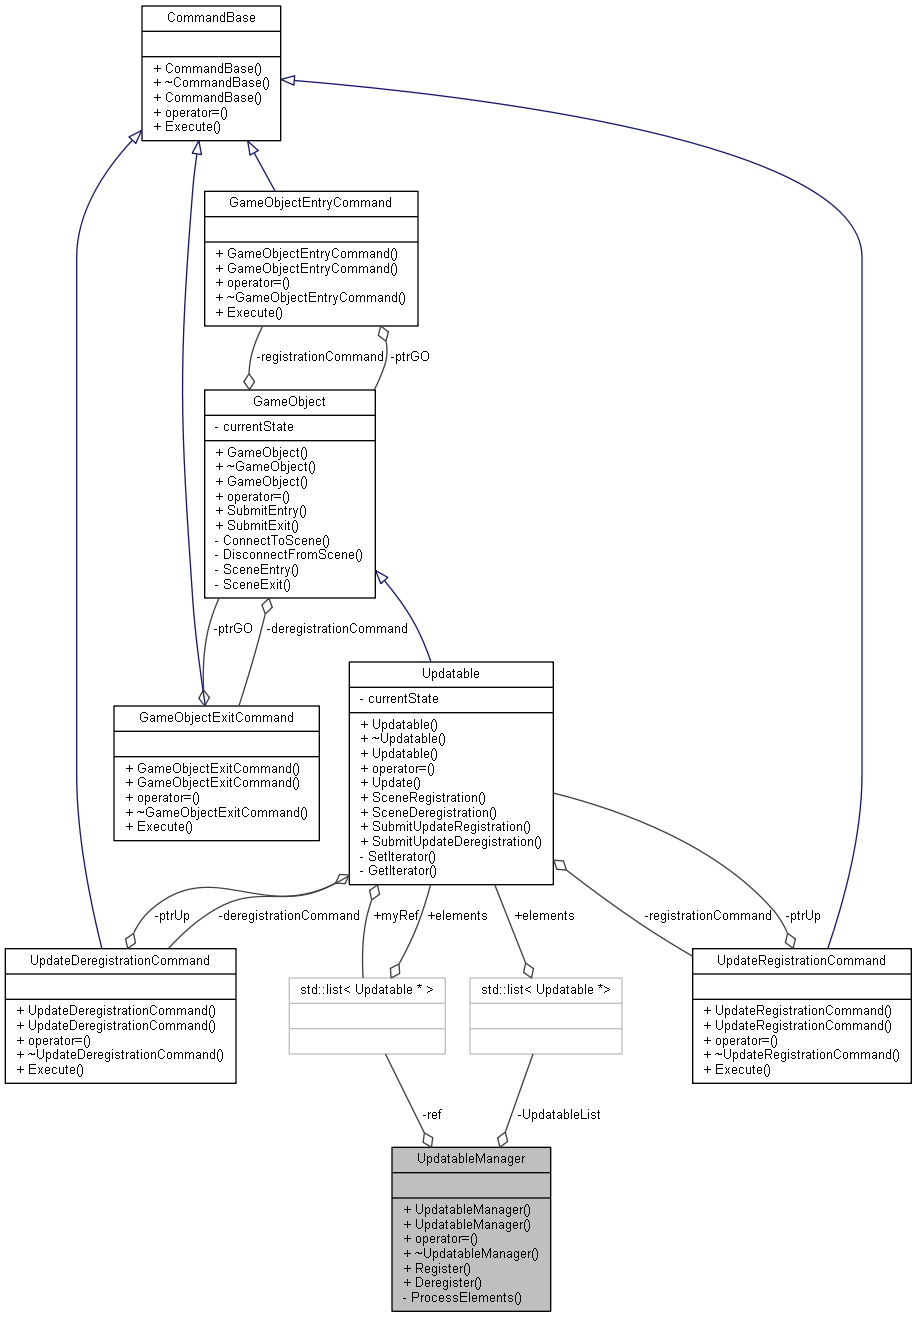 CommandBase
+ CommandBase()
+ ~CommandBase()
+ CommandBase()
+ operator=()
+ Execute()
GameObjectEntryCommand
+ GameObjectEntryCommand()
+ GameObjectEntryCommand()
+ operator=()
+ ~GameObjectEntryCommand()
+ Execute()
-registrationCommand
-ptrGO
GameObject
- currentState
+ GameObject()
+ ~GameObject()
+ GameObject()
+ operator=()
+ SubmitEntry()
+ SubmitExit()
- ConnectToScene()
- DisconnectFromScene()
- SceneEntry()
- SceneExit()
-ptrGO
-deregistrationCommand
GameObjectExitCommand
+ GameObjectExitCommand()
+ GameObjectExitCommand()
+ operator=()
+ ~GameObjectExitCommand()
+ Execute()
Updatable
- currentState
+ Updatable()
+ ~Updatable()
+ Updatable()
+ operator=()
+ Update()
+ SceneRegistration()
+ SceneDeregistration()
+ SubmitUpdateRegistration()
+ SubmitUpdateDeregistration()
- SetIterator()
- GetIterator()
-ptrUp
-deregistrationCommand
+myRef
+elements
+elements
-registrationCommand
-ptrUp
UpdateDeregistrationCommand
+ UpdateDeregistrationCommand()
+ UpdateDeregistrationCommand()
+ operator=()
+ ~UpdateDeregistrationCommand()
+ Execute()
std::list< Updatable * >
std::list< Updatable *>
UpdateRegistrationCommand
+ UpdateRegistrationCommand()
+ UpdateRegistrationCommand()
+ operator=()
+ ~UpdateRegistrationCommand()
+ Execute()
-ref
-UpdatableList
UpdatableManager
+ UpdatableManager()
+ UpdatableManager()
+ operator=()
+ ~UpdatableManager()
+ Register()
+ Deregister()
- ProcessElements()